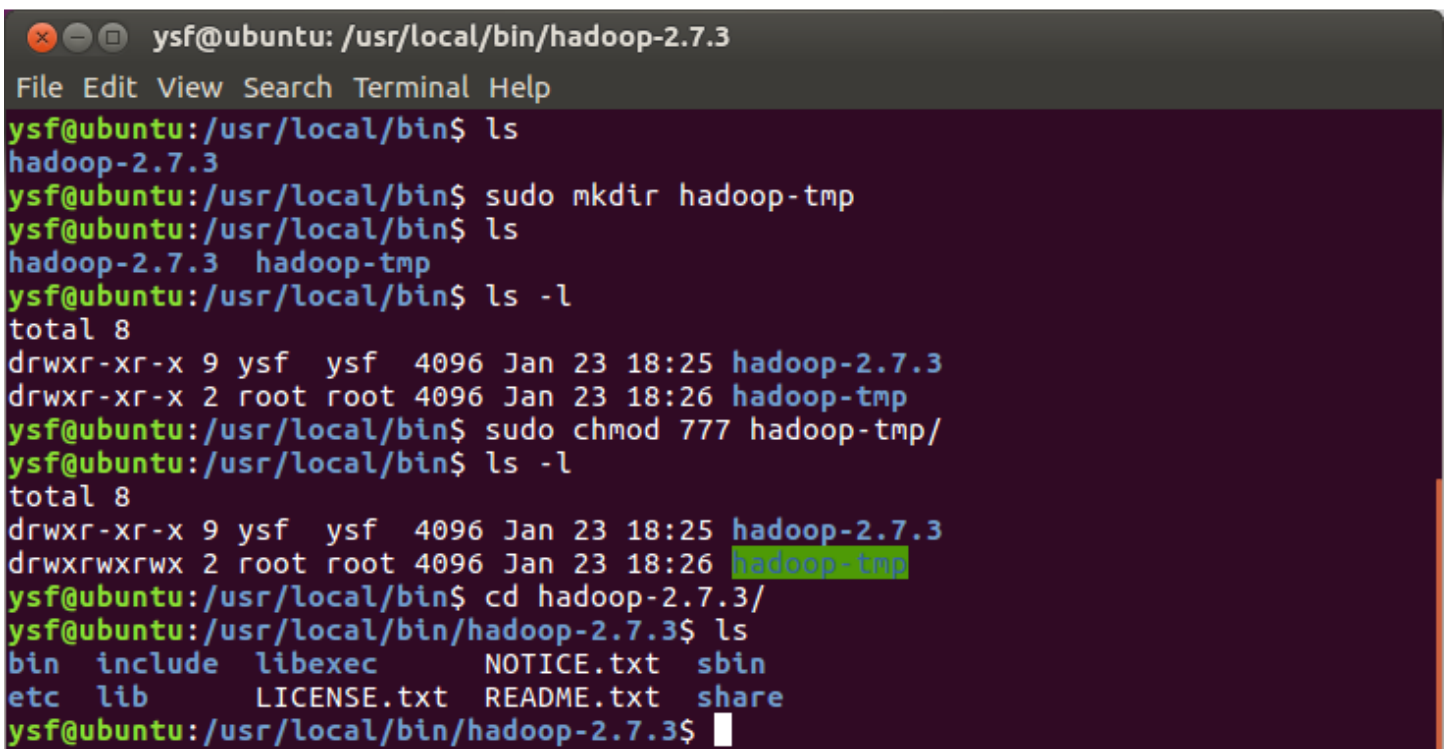 ysf@ubuntu: /usr/local/bin/hadoop-2.7.3
File Edit View Search Terminal Help
ysf@ubuntu:/usr/local/bin$ ls
hadoop-2.7.3
ysf@ubuntu:/usr/local/bin$ sudo mkdir hadoop-tmp
ysf@ubuntu:/usr/local/bin$ ls
hadoop-2.7.3  hadoop-tmp
ysf@ubuntu:/usr/local/bin$ ls -l
total 8
drwxr-xr-x 9 ysf  ysf  4096 Jan 23 18:25 hadoop-2.7.3
drwxr-xr-x 2 root root 4096 Jan 23 18:26 hadoop-tmp
ysf@ubuntu:/usr/local/bin$ sudo chmod 777 hadoop-tmp/
ysf@ubuntu:/usr/local/bin$ ls -l
total 8
drwxr-xr-x 9 ysf  ysf  4096 Jan 23 18:25 hadoop-2.7.3
drwxrwxrwx 2 root root 4096 Jan 23 18:26 hadoop-tmp
ysf@ubuntu:/usr/local/bin$ cd hadoop-2.7.3/
ysf@ubuntu:/usr/local/bin/hadoop-2.7.3$ ls
bin  include  libexec      NOTICE.txt  sbin
etc  lib      LICENSE.txt  README.txt  share
ysf@ubuntu:/usr/local/bin/hadoop-2.7.3$